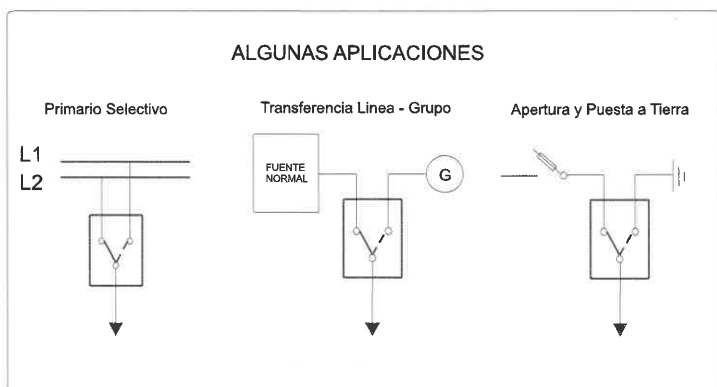 ALGUNAS APLICACIONES
Primario Selectivo
L1
L2
Transferencia Linea - Grupo
FUENTE
NORMAL
G
Apertura y Puesta a Tierra